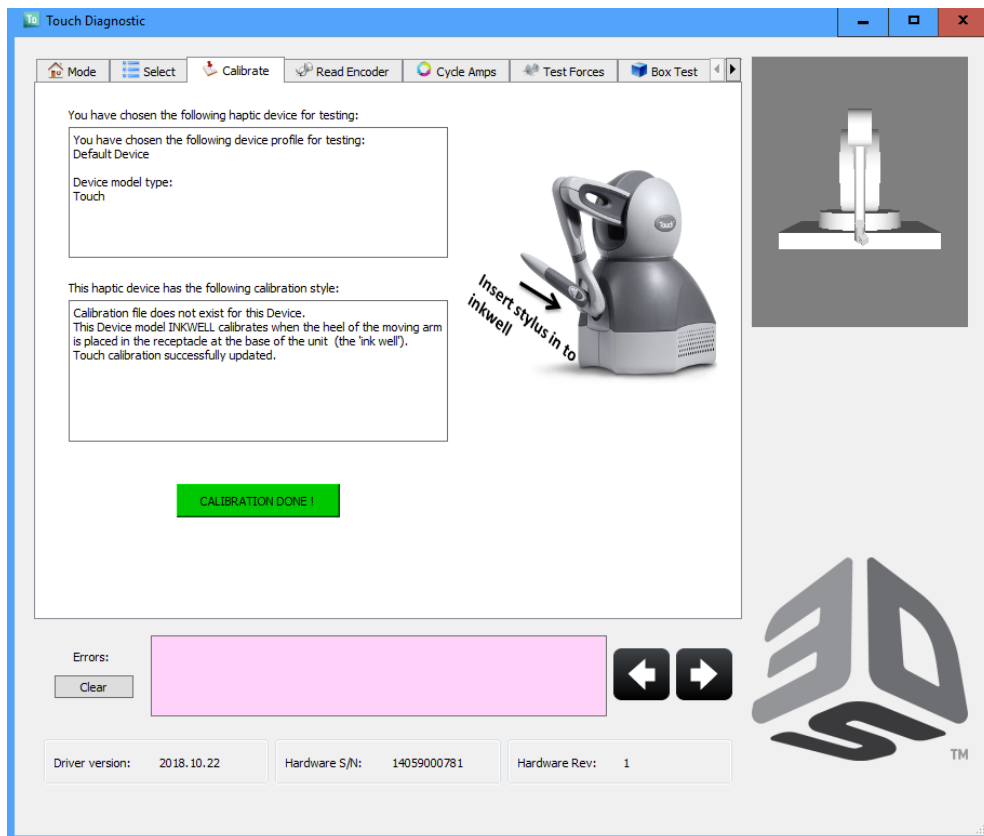 Touch Diagnostic
Mode
Select
Calibrate
Read Encoder
Cycle Amps
Test Forces
Box Test
You have chosen the following haptic device for testing:
You have chosen the following device profile for testing:
Default Device
Device model type:
Touch
This haptic device has the following calibration style:
Calibration file does not exist for this Device.
This Device model INKWELL calibrates when the heel of the moving arm
is placed in the receptacle at the base of the unit (the 'ink well').
Touch calibration successfully updated.
Touch
Insert stylus in to
inkwell
CALIBRATION DONE !
Errors:
Clear
Driver version: 2018.10.22
Hardware S/N: 14059000781
Hardware Rev: 1
3DS
TM